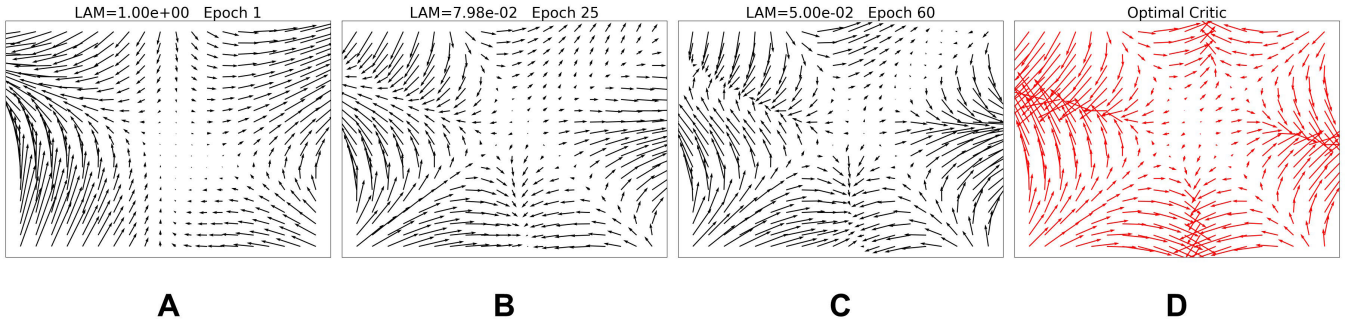 LAM=1.00e+00 Epoch 1
LAM=7.98e-02 Epoch 25
LAM=5.00e-02 Epoch 60
Optimal Critic
A
B
C
D